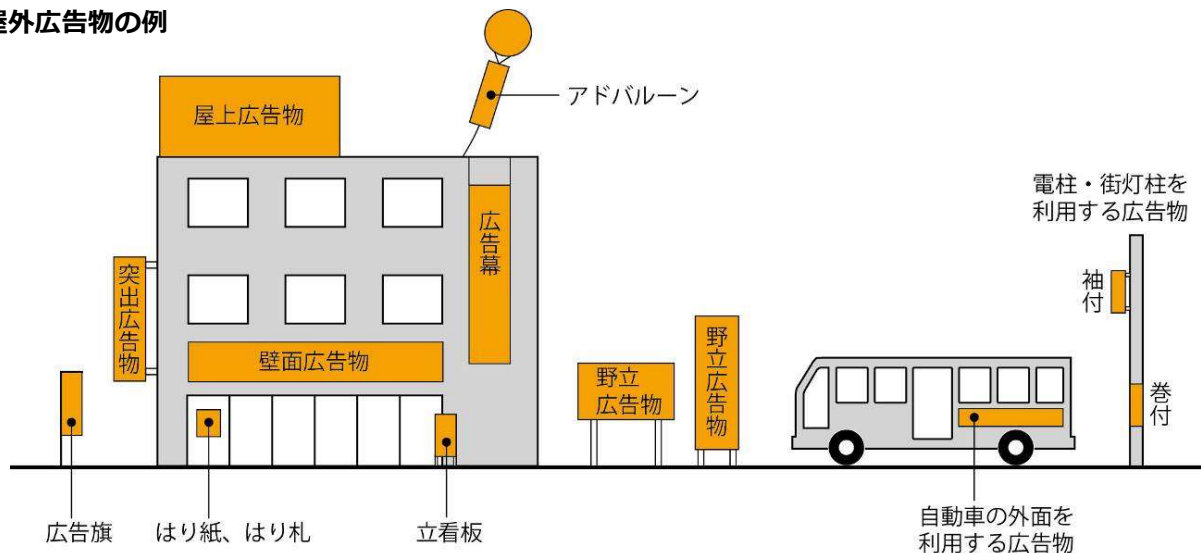 屋外広告物の例
アドバルーン
屋上広告物
電柱・街灯柱を
利用する広告物
広告幕
突出広告物
袖付
壁面広告物
野立
広告物
野立広告物
巻付
広告旗
はり紙、はり札
立看板
自動車の外面を
利用する広告物